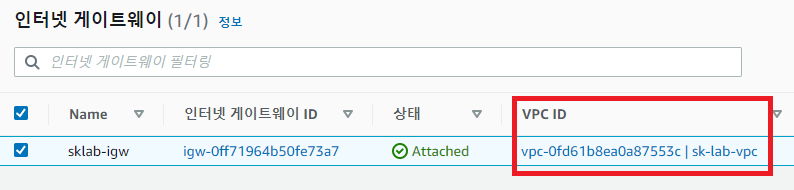 인터넷 게이트웨이 (1/1) 정보
인터넷 게이트웨이 필터링
Name 인터넷 게이트웨이 ID 상태 VPC ID
sklab-igw igw-0ff71964b50fe73a7 Attached vpc-0fd61b8ea0a87553c | sk-lab-vpc